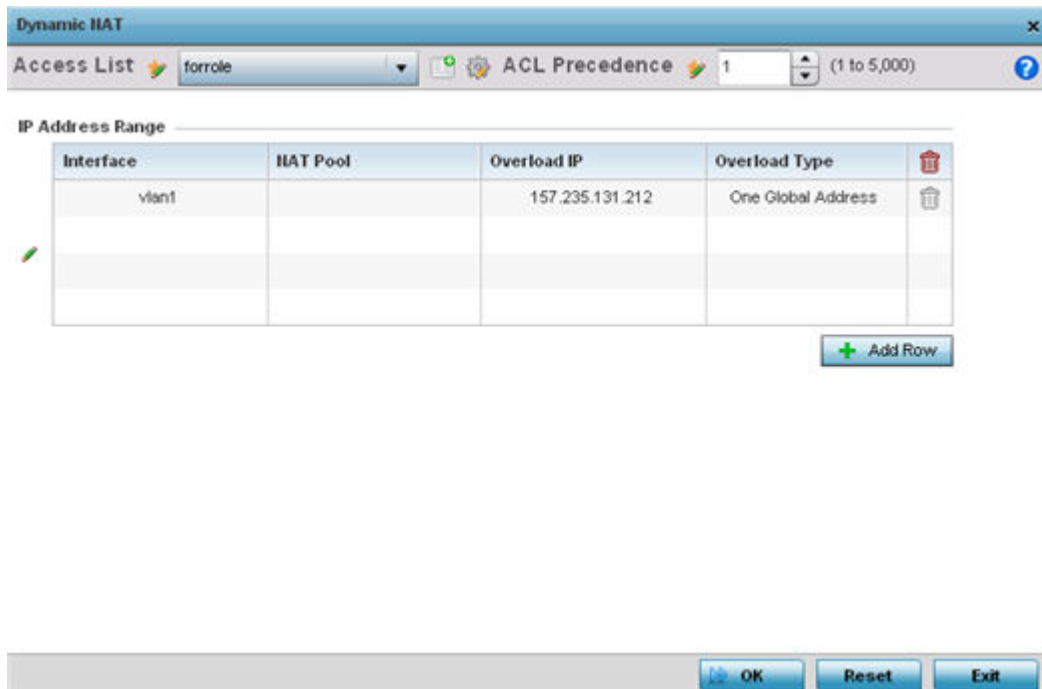 Dynamic NAT
Access List forrole ACL Precedence 1 (1 to 5,000)
IP Address Range
Interface NAT Pool Overload IP Overload Type
vlan1 157.235.131.212 One Global Address
Add Row
OK Reset Exit